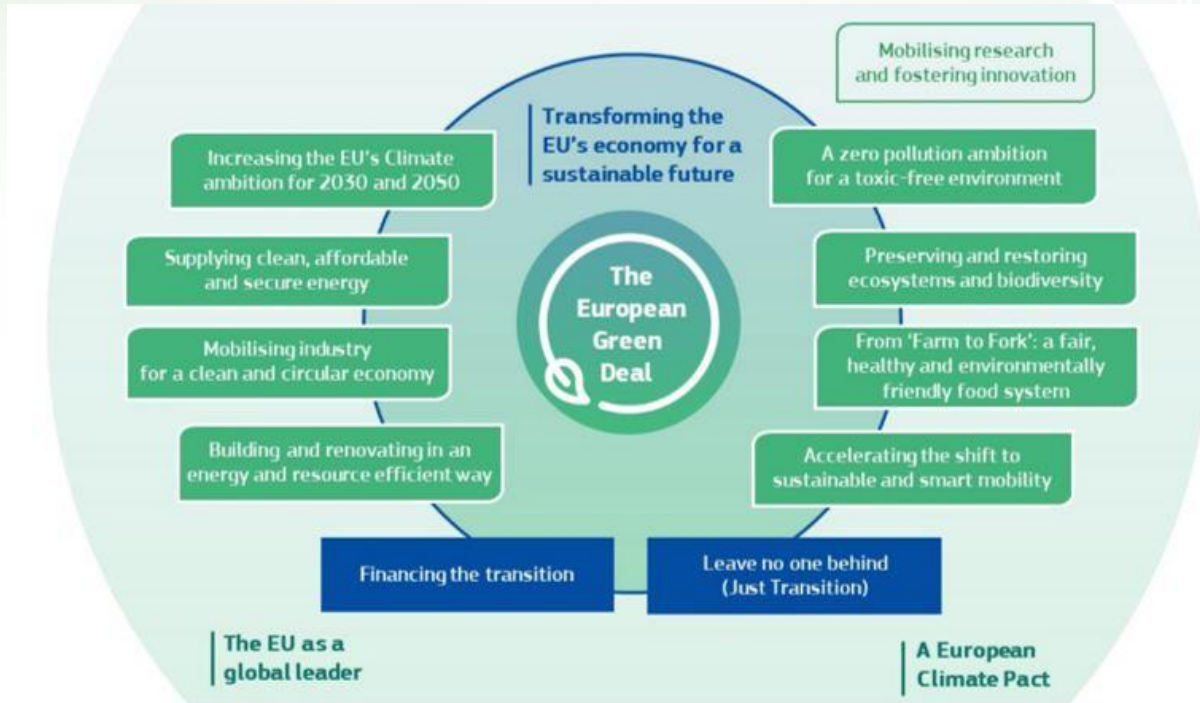 Mobilising research
and fostering innovation
Transforming the
EU's economy for a
sustainable future
Increasing the EU's Climate
ambition for 2030 and 2050
A zero pollution ambition
for a toxic-free environment
Supplying clean, affordable
and secure energy
Preserving and restoring
ecosystems and biodiversity
The
European
Green
Deal
Mobilising industry
for a clean and circular economy
From 'Farm to Fork': a fair,
healthy and environmentally
friendly food system
Building and renovating in an
energy and resource efficient way
Accelerating the shift to
sustainable and smart mobility
Financing the transition
Leave no one behind
(Just Transition)
The EU as a
global leader
A European
Climate Pact